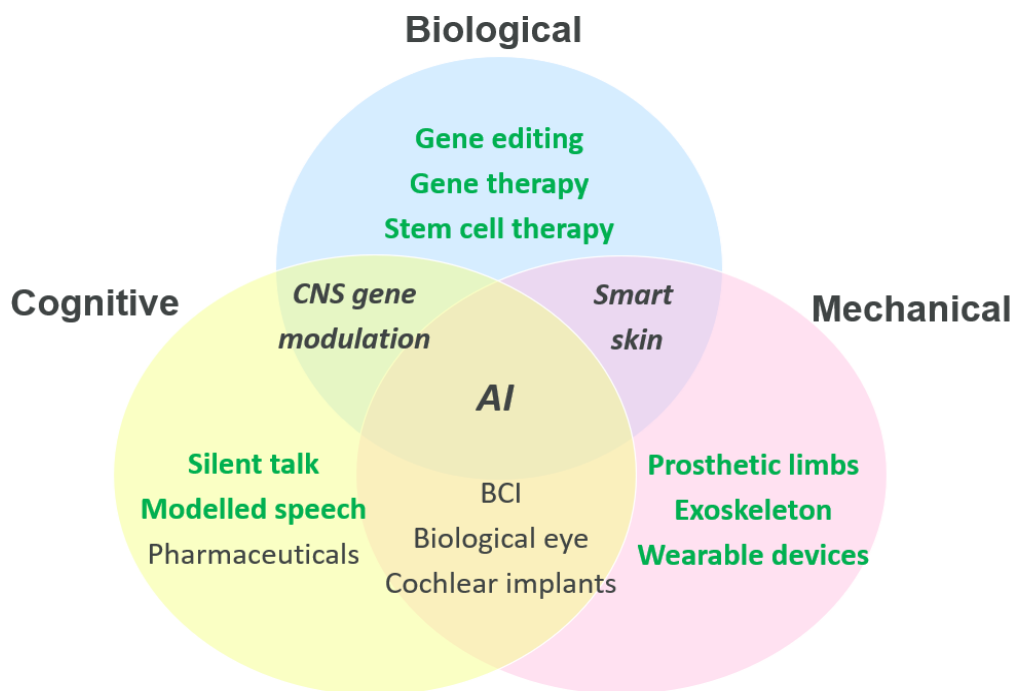 Biological
Gene editing
Gene therapy
Stem cell therapy
Cognitive
CNS gene
modulation
Smart
skin
Mechanical
AI
Silent talk
Modelled speech
Pharmaceuticals
BCI
Biological eye
Cochlear implants
Prosthetic limbs
Exoskeleton
Wearable devices